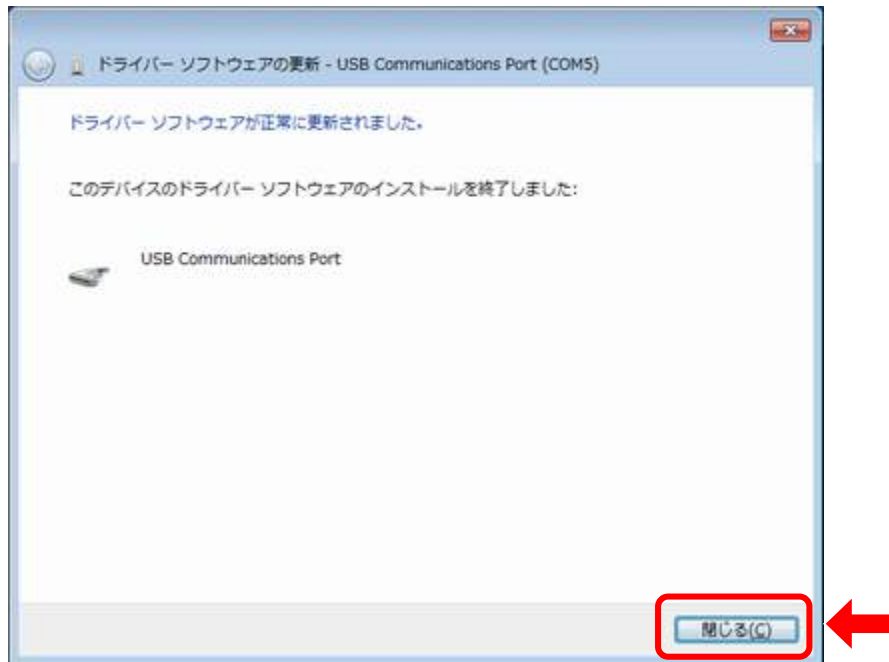 ドライバー ソフトウェアの更新 - USB Communications Port (COM5)
ドライバー ソフトウェアが正常に更新されました。
このデバイスのドライバー ソフトウェアのインストールを終了しました:
USB Communications Port
閉じる(C)